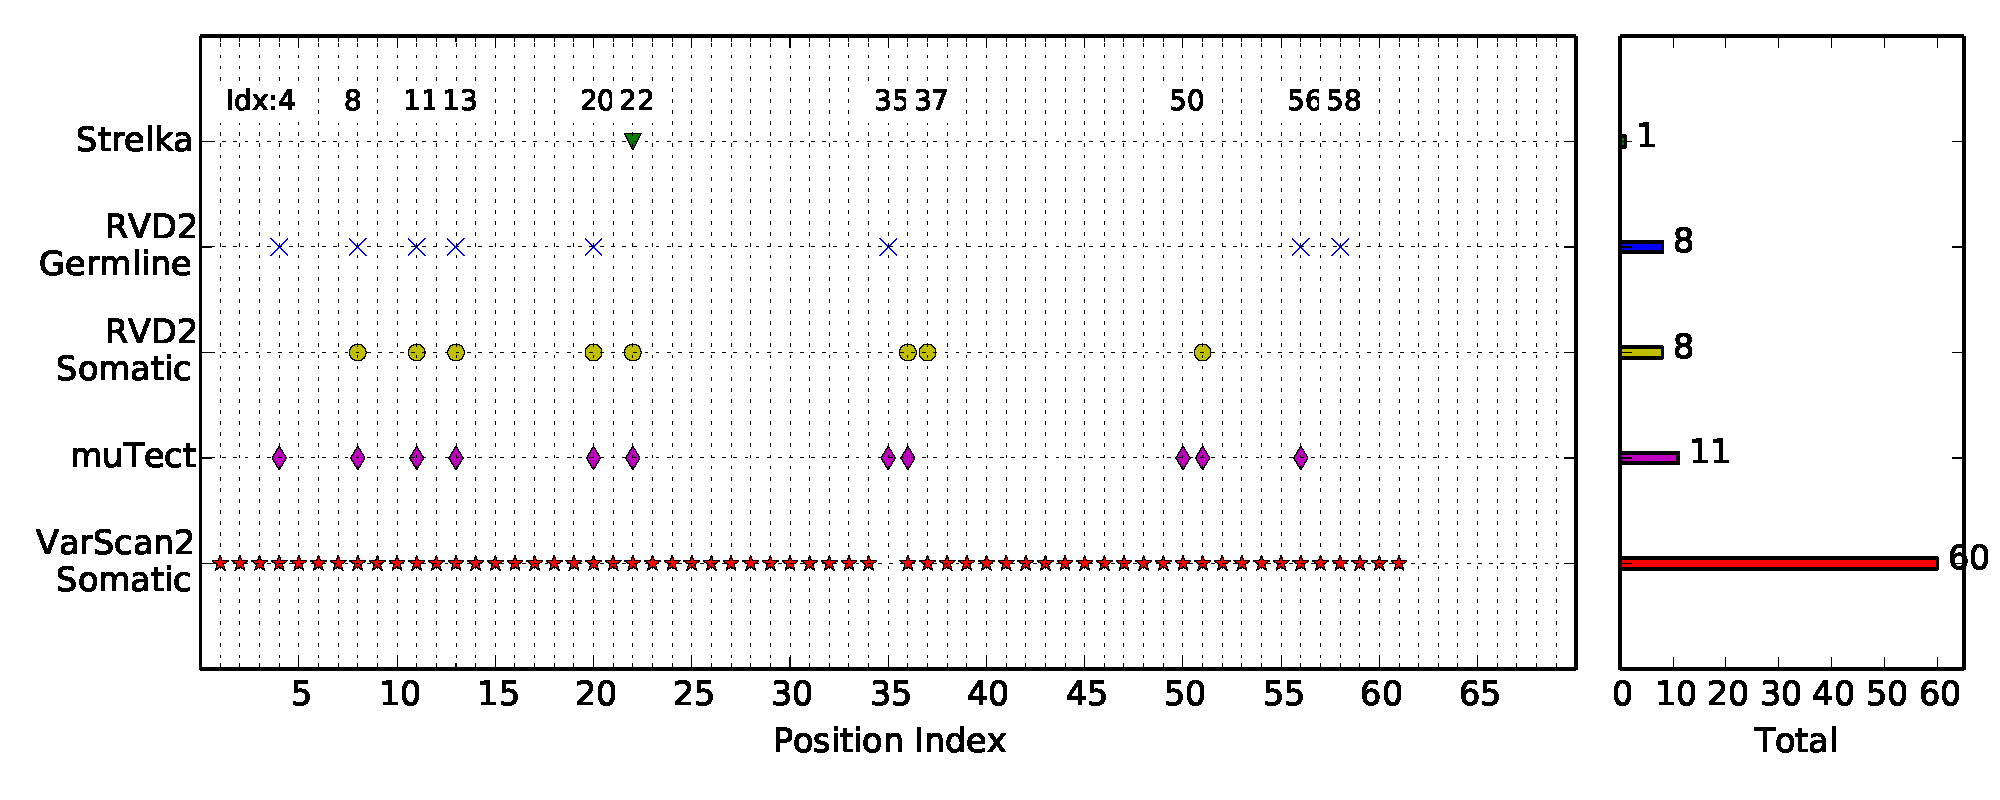 Idx:4 8 11 13 20 22 35 37 50 56 58
Strelka
1
RVD2
Germline
8
RVD2
Somatic
8
muTect
11
VarScan2
Somatic
60
5 10 15 20 25 30 35 40 45 50 55 60 65
0 10 20 30 40 50 60
Position Index
Total